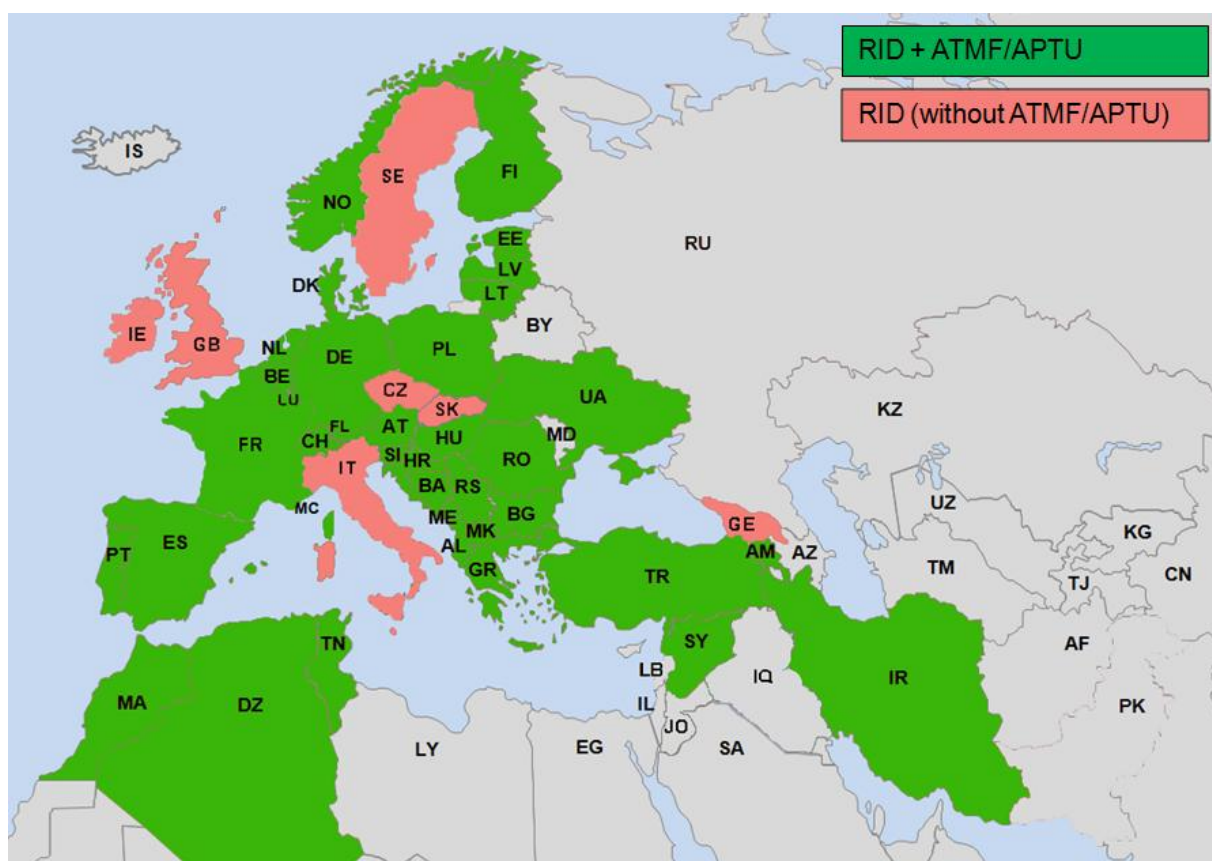 RID + ATMF/APTU
RID (without ATMF/APTU)
IS
SE
FI
NO
RU
EE
LV
DK
LT
BY
IE
GB
NL
DE
PL
BE
CZ
UA
LU
SK
KZ
FL
AT
MD
FR
CH
HU
SI
HR
RO
IT
BA
RS
UZ
MC
ME
BG
GE
KG
MK
AM
AZ
PT
ES
AL
TM
TJ
CN
GR
TR
TN
SY
AF
LB
IQ
IR
MA
DZ
IL
PK
JO
LY
EG
SA